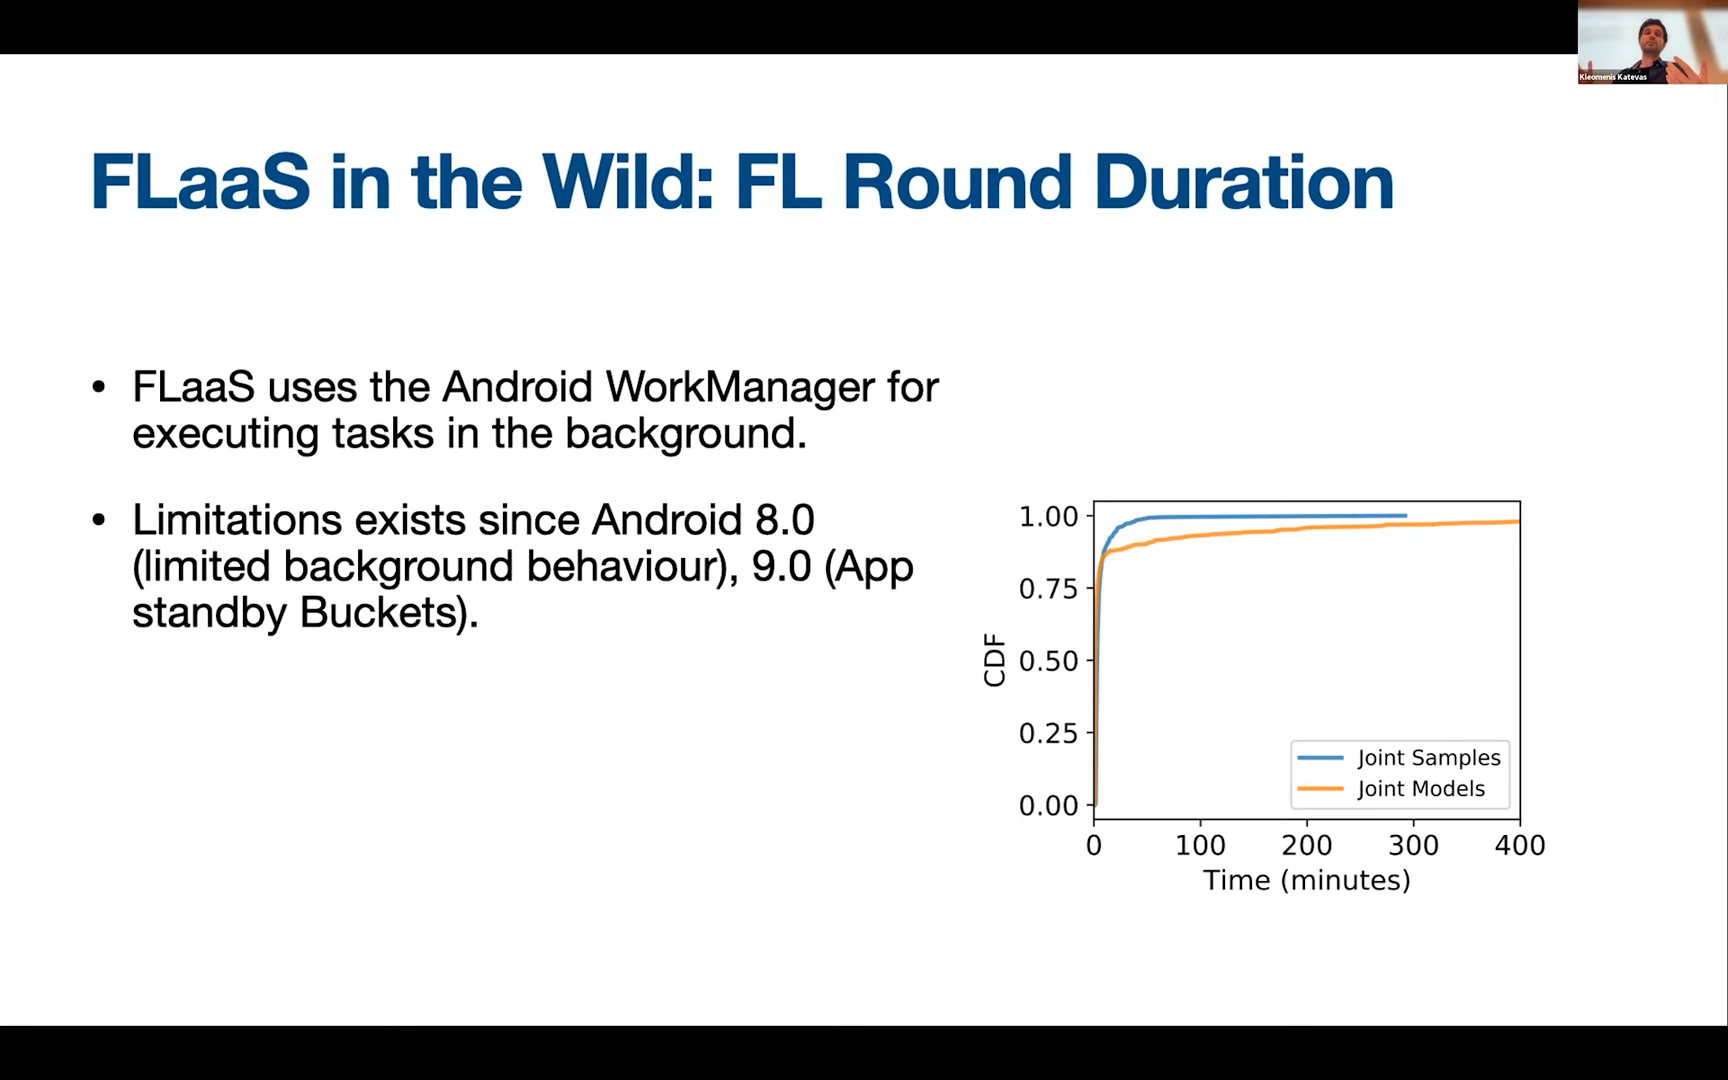 Kleomenis Katevas
FLaaS in the Wild: FL Round Duration
• FLaaS uses the Android WorkManager for
executing tasks in the background.
• Limitations exists since Android 8.0
(limited background behaviour), 9.0 (App
standby Buckets).
CDF
1.00
0.75
0.50
0.25
0.00
Joint Samples
Joint Models
0 100 200 300 400
Time (minutes)